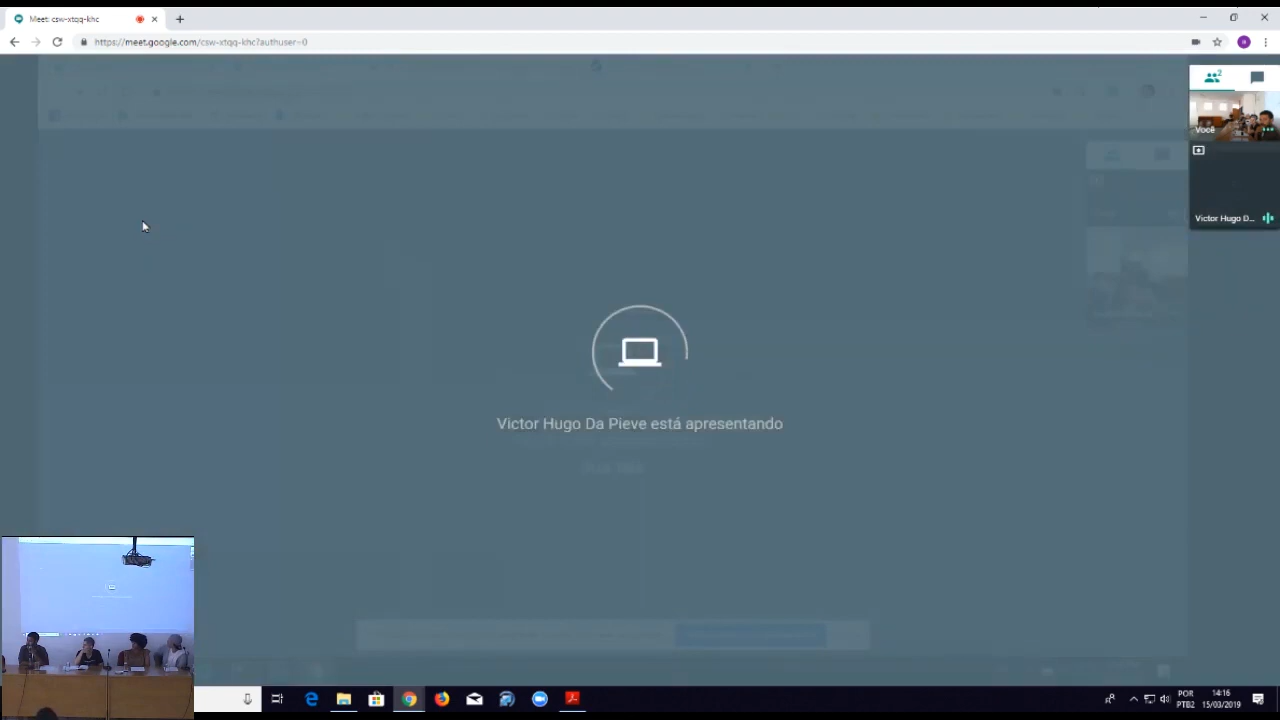 Meet: csw-xtqq-khc
https://meet.google.com/csw-xtqq-khc?authuser=0
2
Você
Victor Hugo D...
Victor Hugo Da Pieve está apresentando
POR
PTB2
14:16
15/03/2019